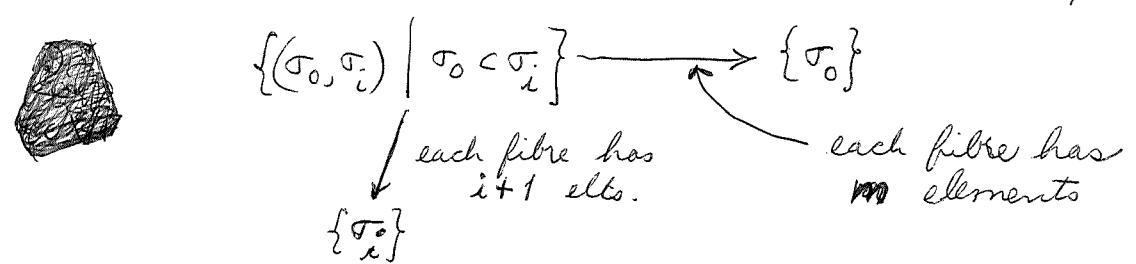 {(σ₀, σᵢ) | σ₀ ⊂ σᵢ} ⟶ {σ₀}
each fibre has
i+1 elts.
each fibre has
m elements
{σᵢ}